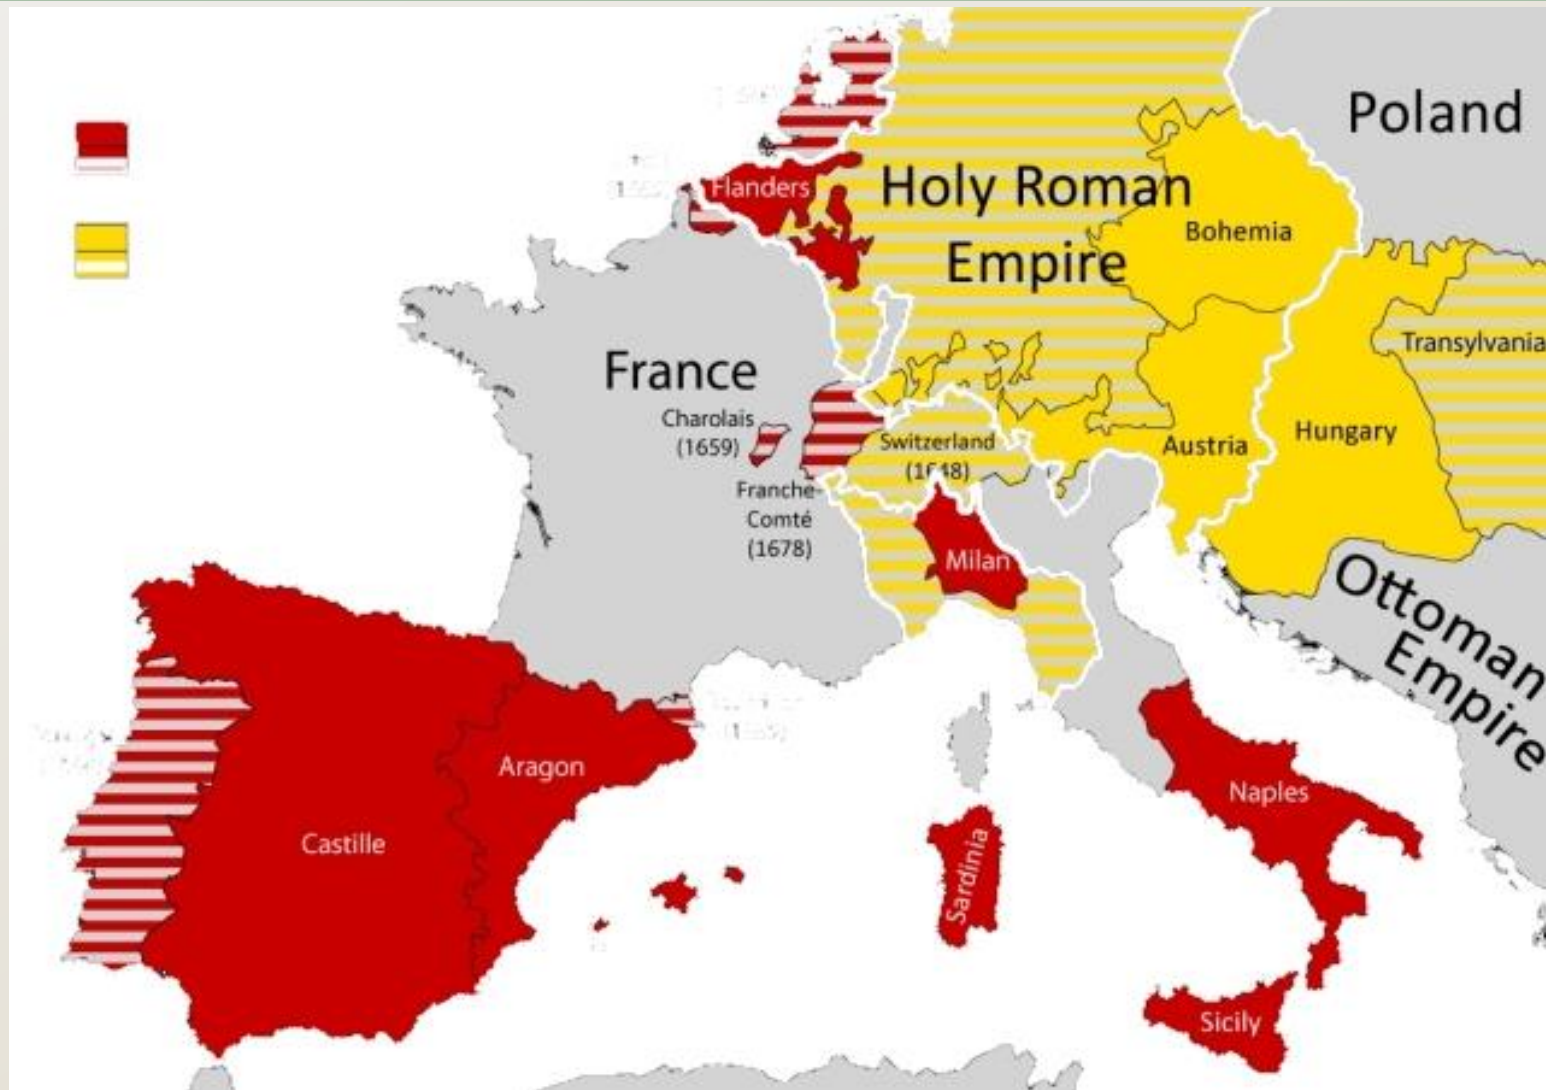 Poland
Flanders
Holy Roman
Empire
Bohemia
Transylvania
France
Charolais
(1659)
Switzerland
Austria
Hungary
Franche-
Comté
(1678)
Milan
Ottoman
Empire
Aragon
Naples
Castille
Sardinia
Sicily